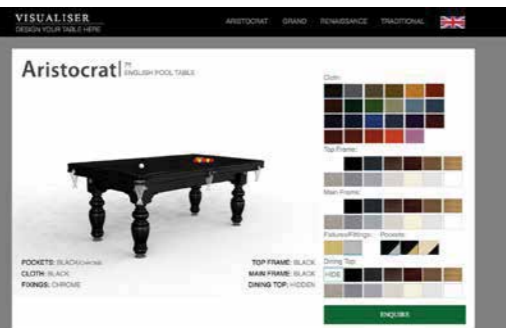 VISUALISER
DESIGN YOUR TABLE HERE
ARISTOCRAT GRAND RENAISSANCE TRADITIONAL
Aristocrat
ENGLISH POOL TABLE
Cloth:
Top Frame:
Main Frame:
Fixtures/Fittings: Pockets:
Dining Top:
HIDE
POCKETS: BLACK/CHROME
CLOTH: BLACK
FIXINGS: CHROME
TOP FRAME: BLACK
MAIN FRAME: BLACK
DINING TOP: HIDDEN
ENQUIRE